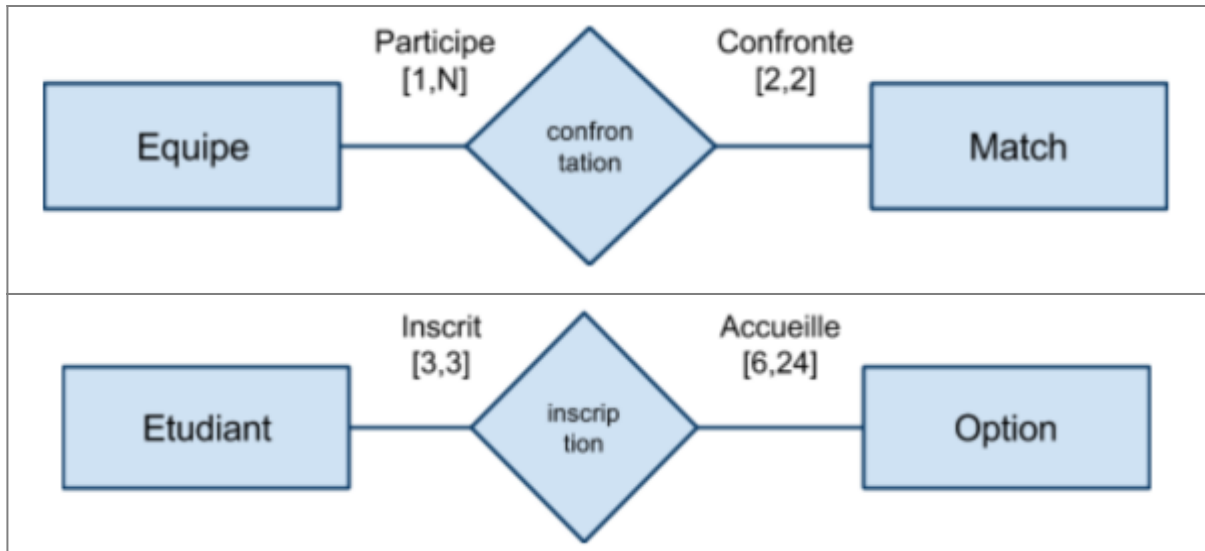 Participe
[1,N]
Confronte
[2,2]
Equipe
confron
tation
Match
Inscrit
[3,3]
Accueille
[6,24]
Etudiant
inscrip
tion
Option